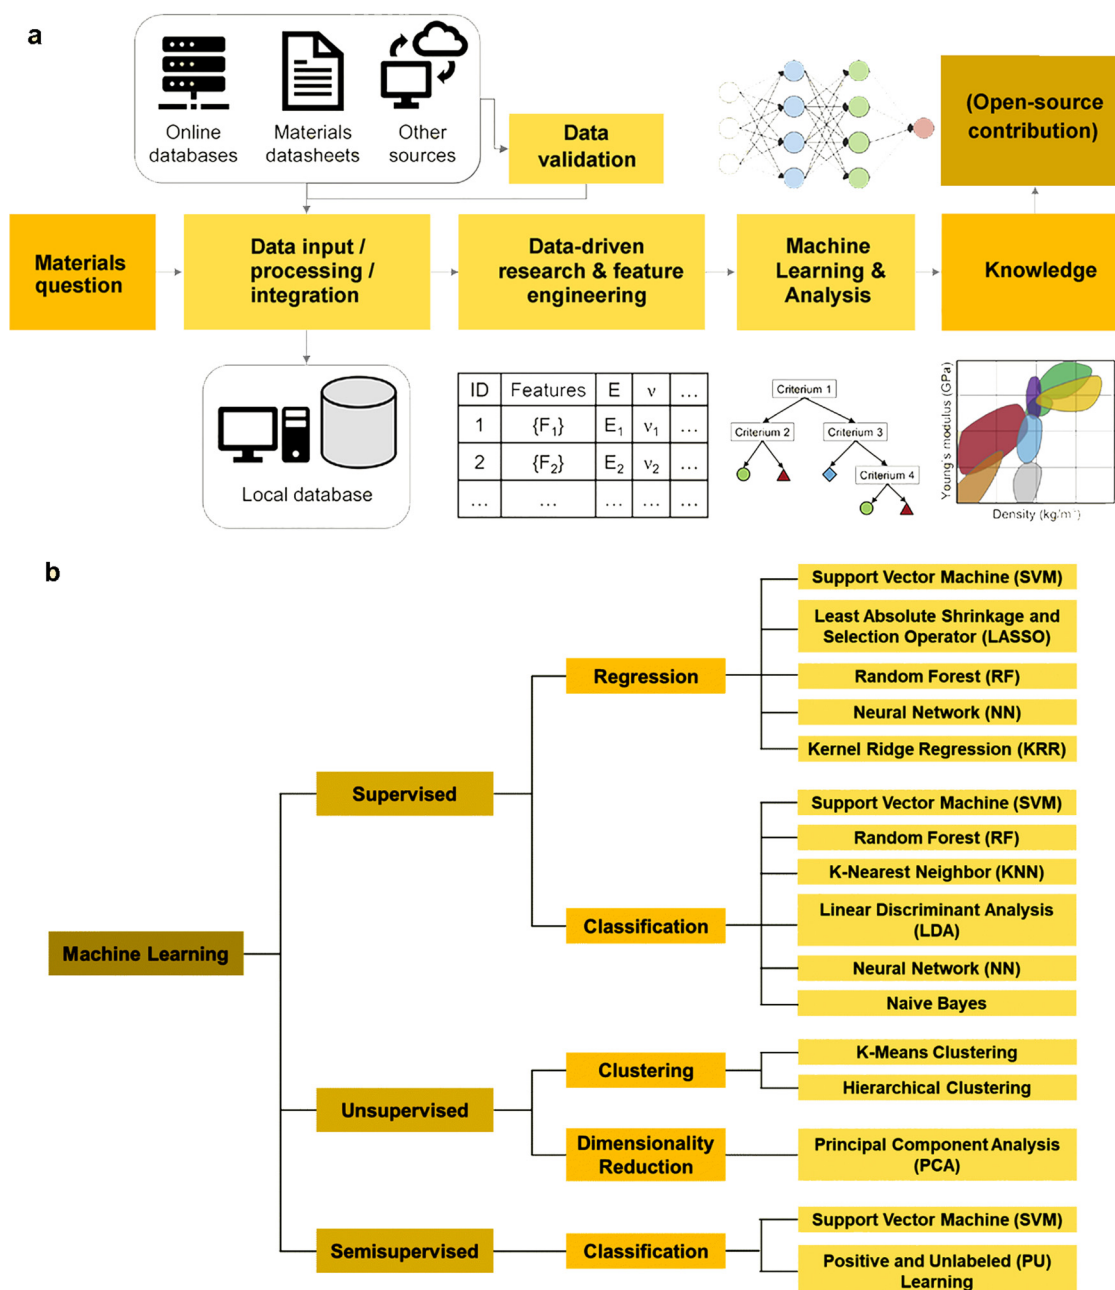 a
Online
databases
Materials
datasheets
Other
sources
Data
validation
(Open-source
contribution)
Materials
question
Data input /
processing /
integration
Data-driven
research & feature
engineering
Machine
Learning &
Analysis
Knowledge
Local database
ID Features E ν ...
1 {F₁} E₁ ν₁ ...
2 {F₂} E₂ ν₂ ...
... ... ... ... ...
Criterium 1
Criterium 2
Criterium 3
Criterium 4
Young's modulus (GPa)
Density (kg/m⁻³)
b
Machine Learning
Supervised
Regression
Support Vector Machine (SVM)
Least Absolute Shrinkage and
Selection Operator (LASSO)
Random Forest (RF)
Neural Network (NN)
Kernel Ridge Regression (KRR)
Classification
Support Vector Machine (SVM)
Random Forest (RF)
K-Nearest Neighbor (KNN)
Linear Discriminant Analysis
(LDA)
Neural Network (NN)
Naive Bayes
Unsupervised
Clustering
K-Means Clustering
Hierarchical Clustering
Dimensionality
Reduction
Principal Component Analysis
(PCA)
Semisupervised
Classification
Support Vector Machine (SVM)
Positive and Unlabeled (PU)
Learning